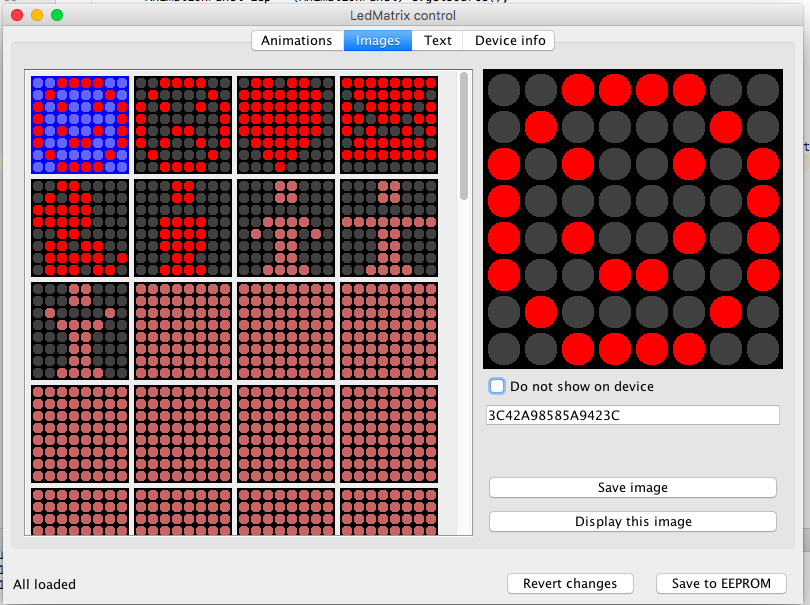 LedMatrix control
Animations
Images
Text
Device info
Do not show on device
3C42A98585A9423C
Save image
Display this image
All loaded
Revert changes
Save to EEPROM